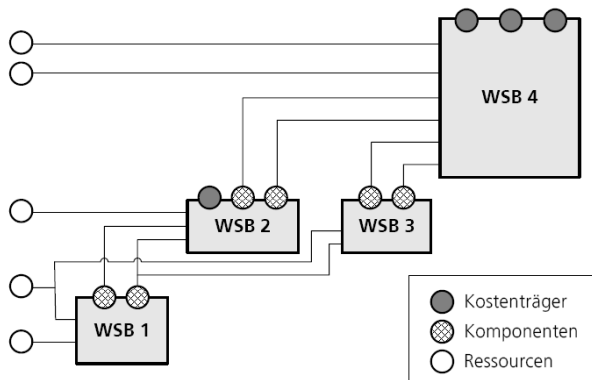 WSB 4
WSB 2
WSB 3
WSB 1
Kostenträger
Komponenten
Ressourcen